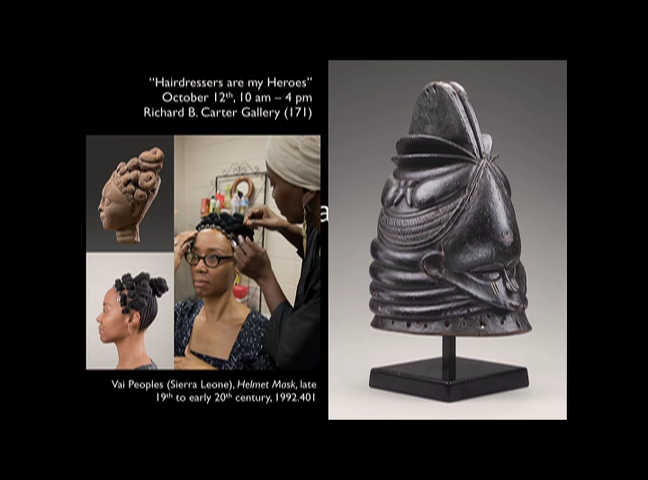 "Hairdressers are my Heroes"
October 12th, 10 am – 4 pm
Richard B. Carter Gallery (171)
a
Vai Peoples (Sierra Leone), Helmet Mask, late
19th to early 20th century, 1992.401